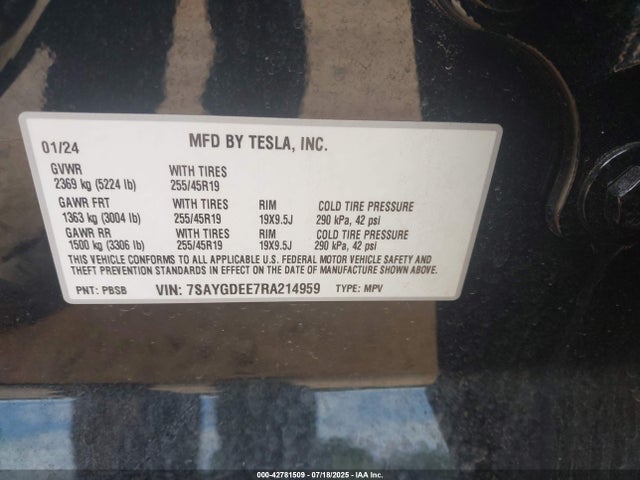 01/24 MFD BY TESLA, INC.
GVWR WITH TIRES
2369 kg (5224 lb) 255/45R19
GAWR FRT WITH TIRES RIM COLD TIRE PRESSURE
1363 kg (3004 lb) 255/45R19 19X9.5J 290 kPa, 42 psi
GAWR RR WITH TIRES RIM COLD TIRE PRESSURE
1500 kg (3306 lb) 255/45R19 19X9.5J 290 kPa, 42 psi
THIS VEHICLE CONFORMS TO ALL APPLICABLE U.S. FEDERAL MOTOR VEHICLE SAFETY AND
THEFT PREVENTION STANDARDS IN EFFECT ON THE DATE OF MANUFACTURE SHOWN ABOVE.
PNT: PBSB VIN: 7SAYGDEE7RA214959 TYPE: MPV
000-42781509 | 07/18/2025 | IAA Inc.